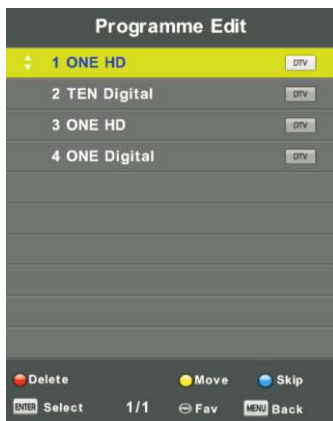 Programme Edit
1 ONE HD DTV
2 TEN Digital DTV
3 ONE HD DTV
4 ONE Digital DTV
Delete Move Skip
ENTER Select 1/1 Fav MENU Back